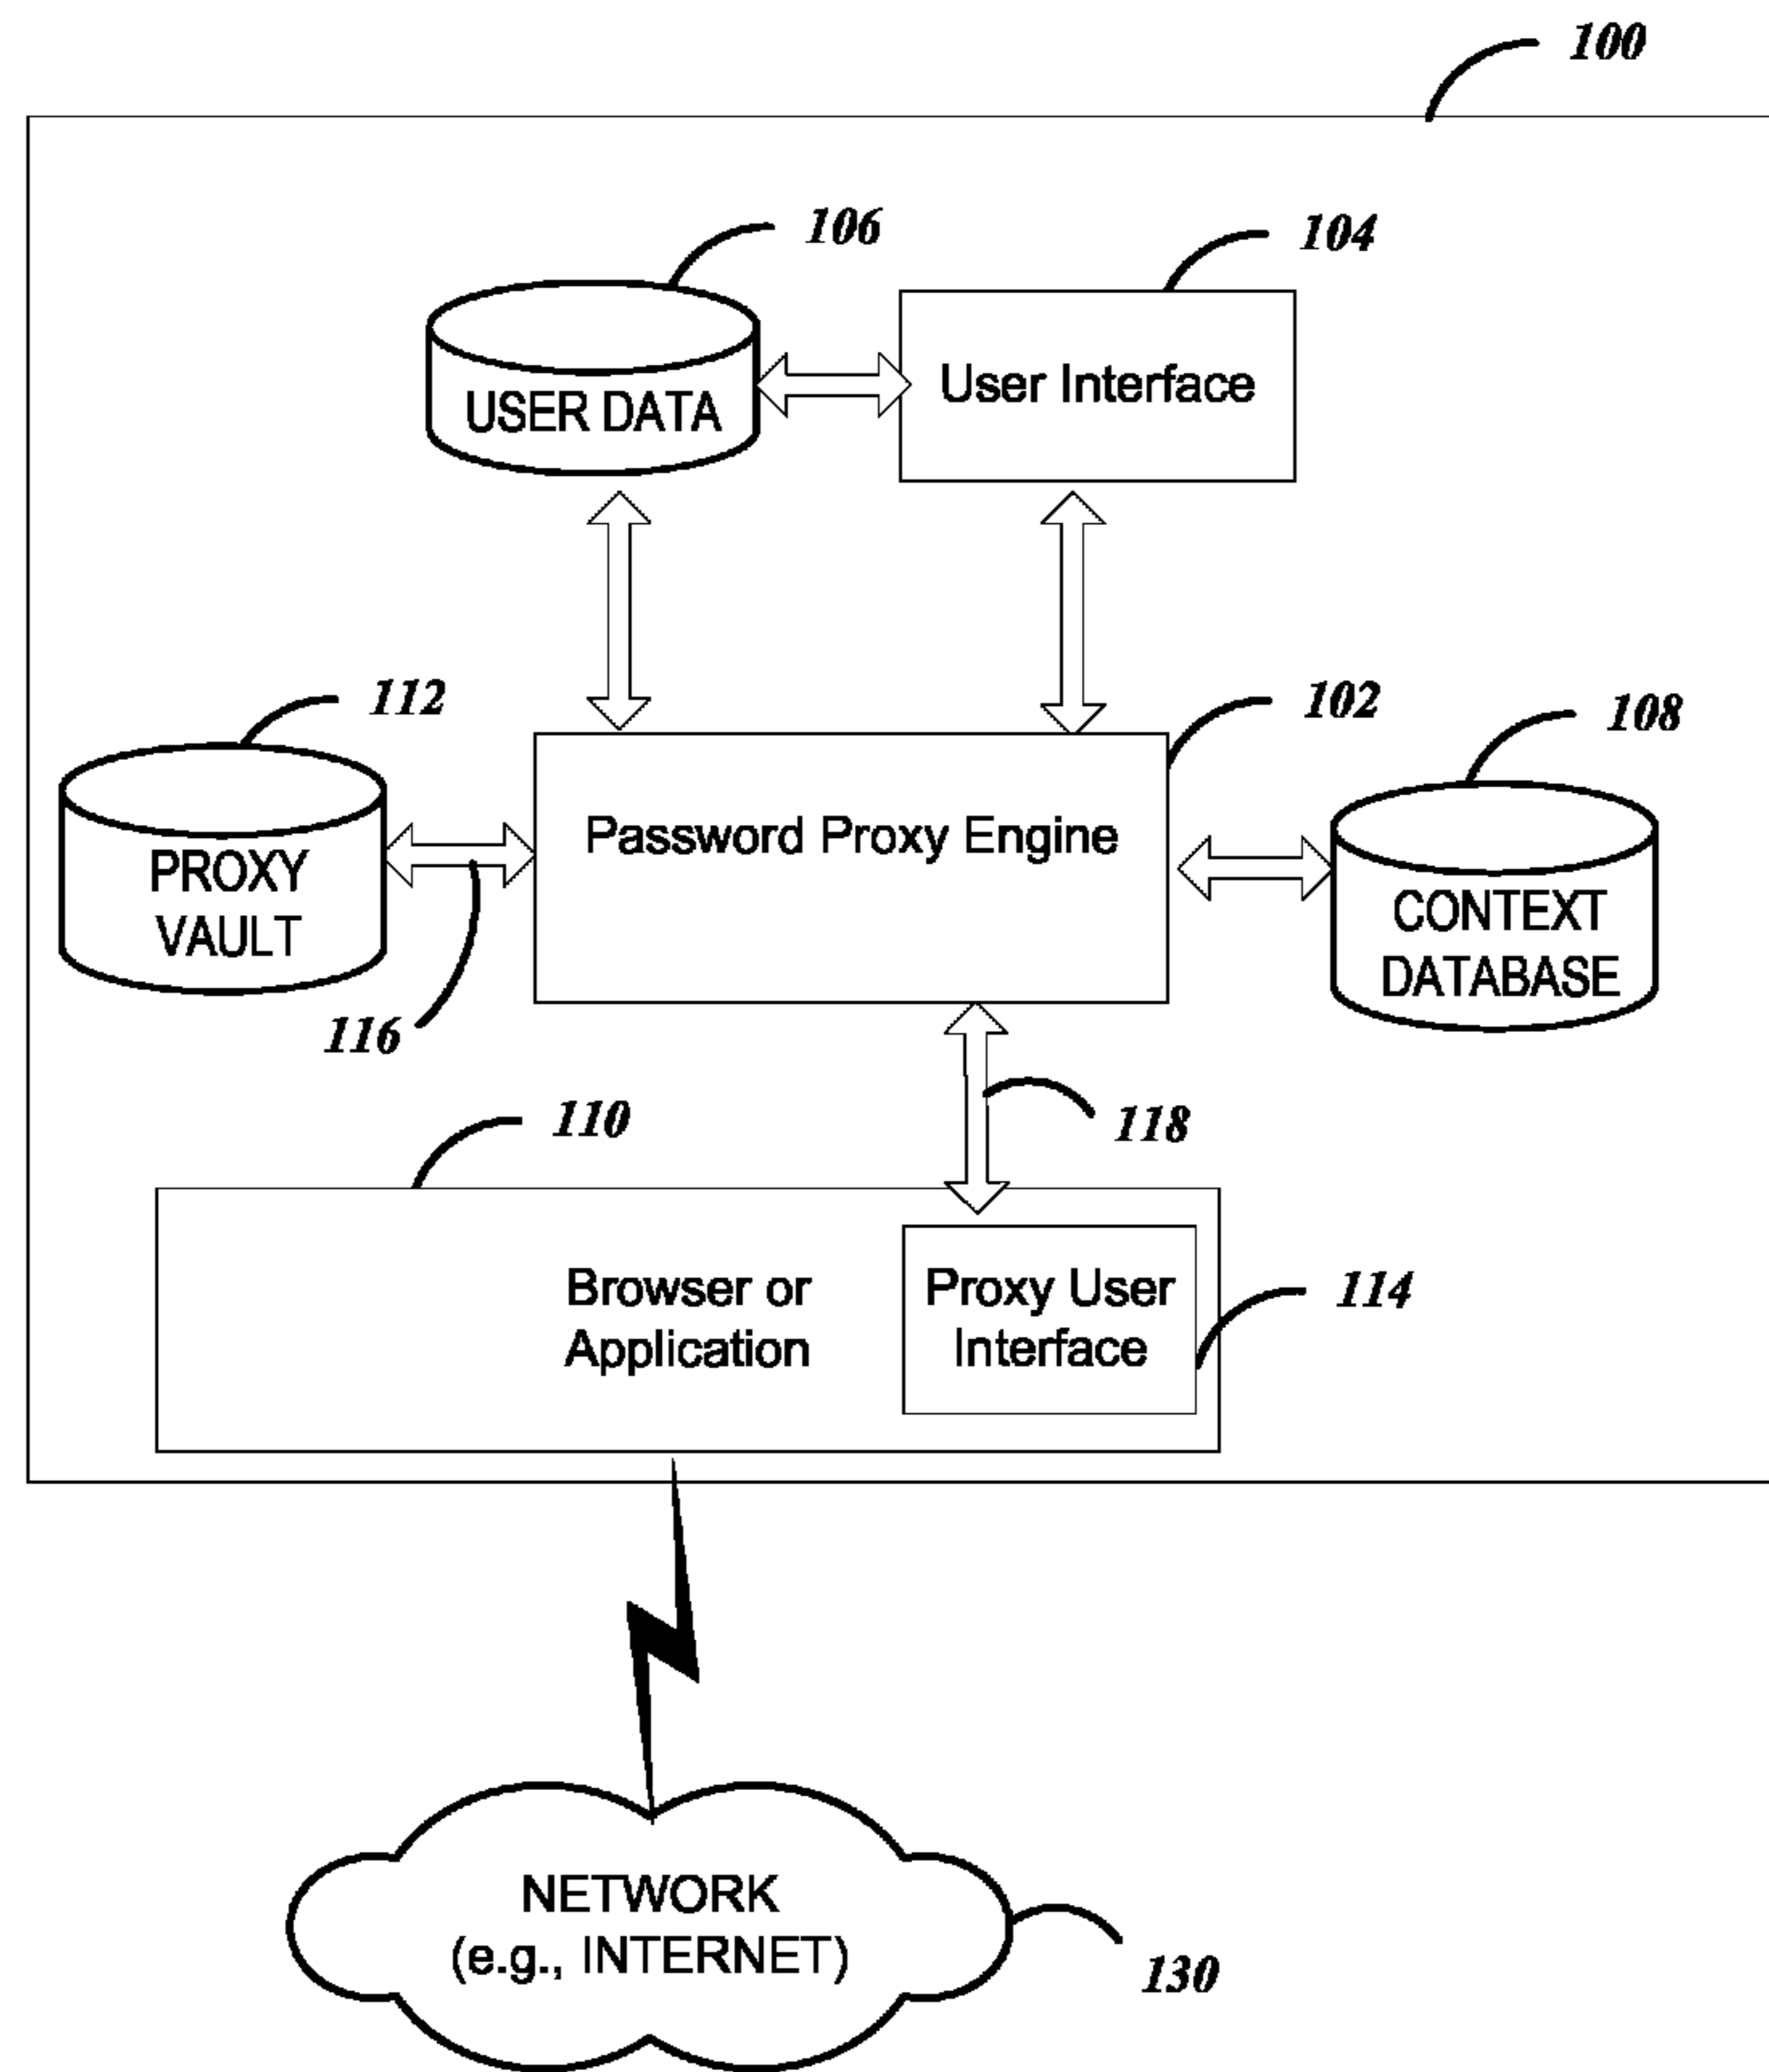 100
106
104
USER DATA
User Interface
112
102
108
Password Proxy Engine
PROXY
VAULT
CONTEXT
DATABASE
116
110
118
Browser or
Application
Proxy User
Interface
114
NETWORK
(e.g., INTERNET)
130